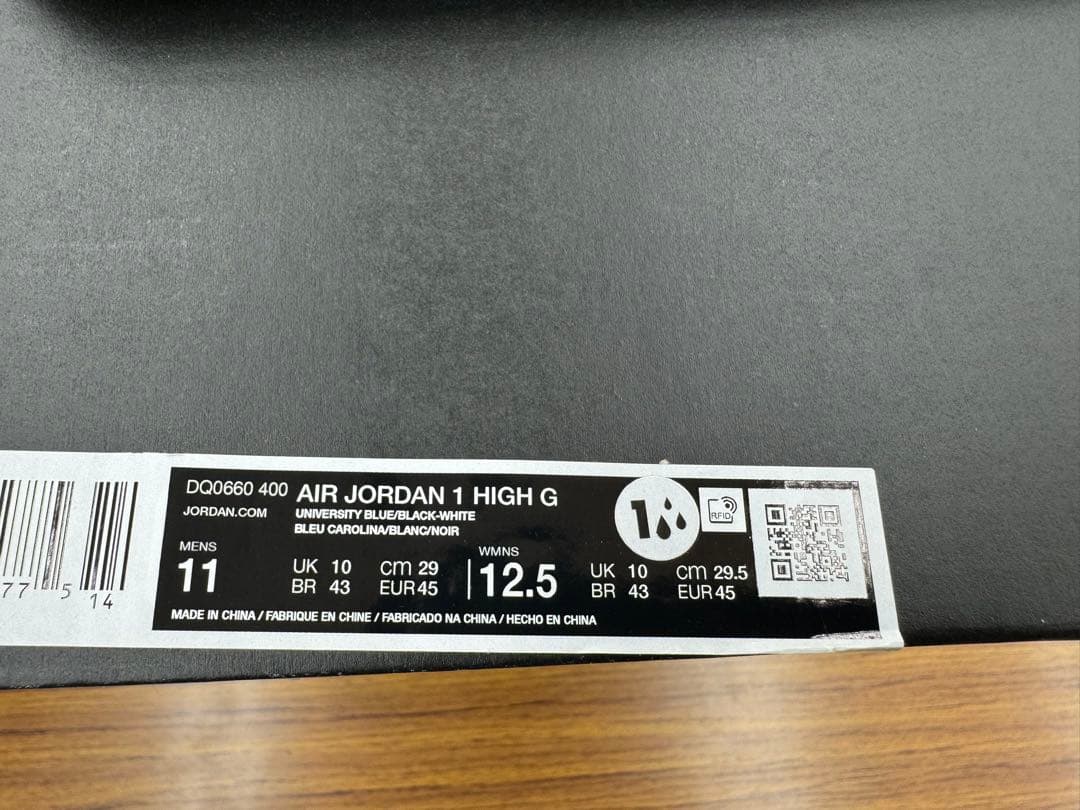 DQ0660 400 AIR JORDAN 1 HIGH G
JORDAN.COM UNIVERSITY BLUE/BLACK-WHITE
BLEU CAROLINA/BLANC/NOIR
MENS
11
UK 10 cm 29
BR 43 EUR 45
WMNS
12.5
UK 10 cm 29.5
BR 43 EUR 45
1
RFID
MADE IN CHINA / FABRIQUE EN CHINE / FABRICADO NA CHINA / HECHO EN CHINA
77 5 14